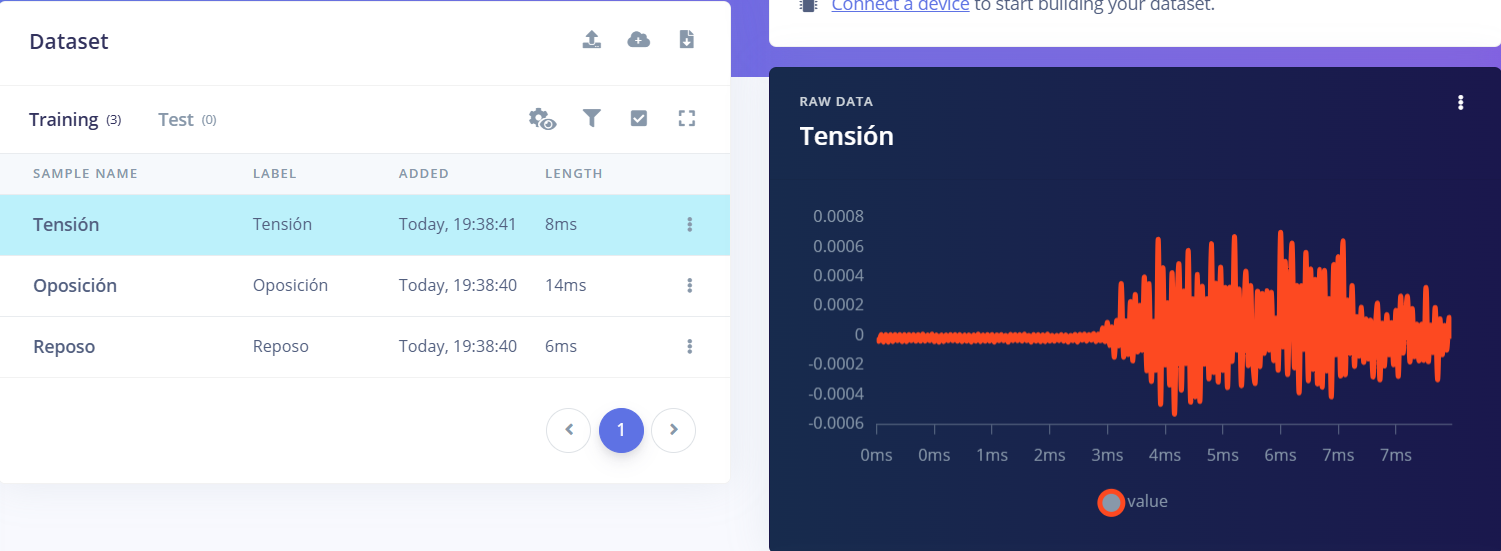 Connect a device to start building your dataset.
Dataset
Training (3) Test (0)
SAMPLE NAME LABEL ADDED LENGTH
Tensión Tensión Today, 19:38:41 8ms
Oposición Oposición Today, 19:38:40 14ms
Reposo Reposo Today, 19:38:40 6ms
1
RAW DATA
Tensión
0.0008
0.0006
0.0004
0.0002
0
-0.0002
-0.0004
-0.0006
0ms 0ms 1ms 2ms 3ms 4ms 5ms 6ms 7ms 7ms
value